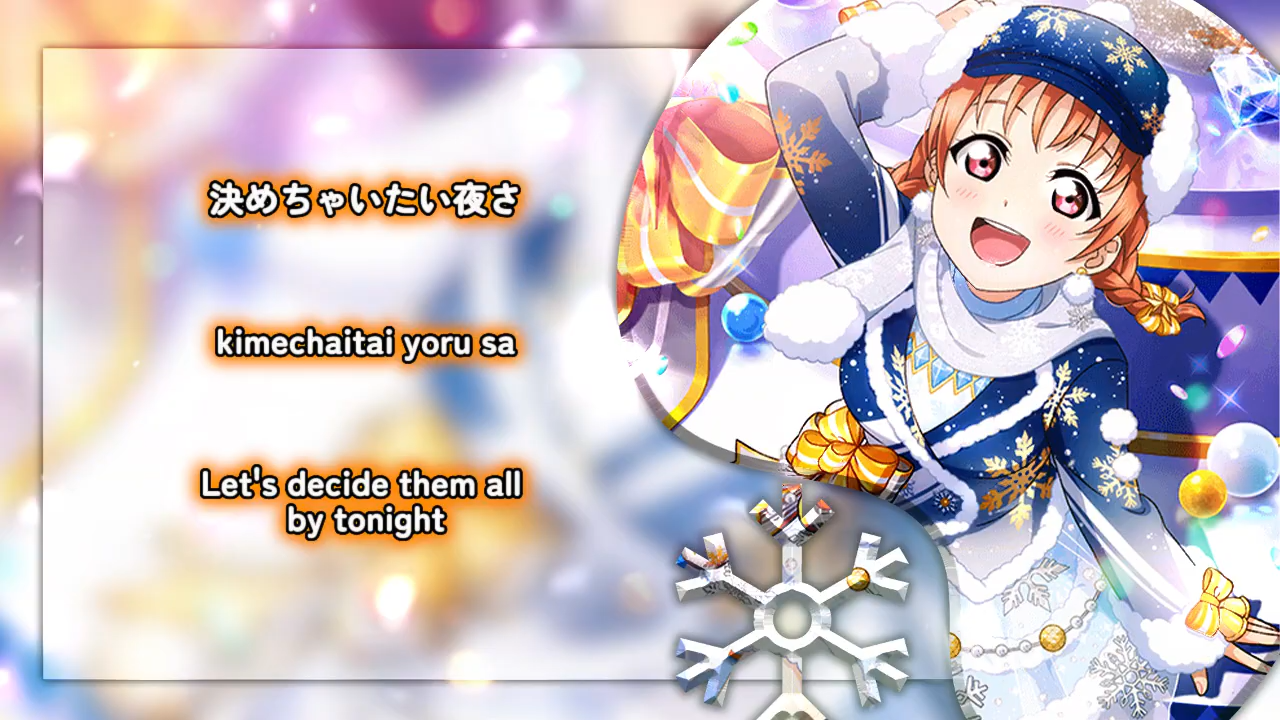 決めちゃいたい夜さ
kimechaitai yoru sa
Let's decide them all
by tonight